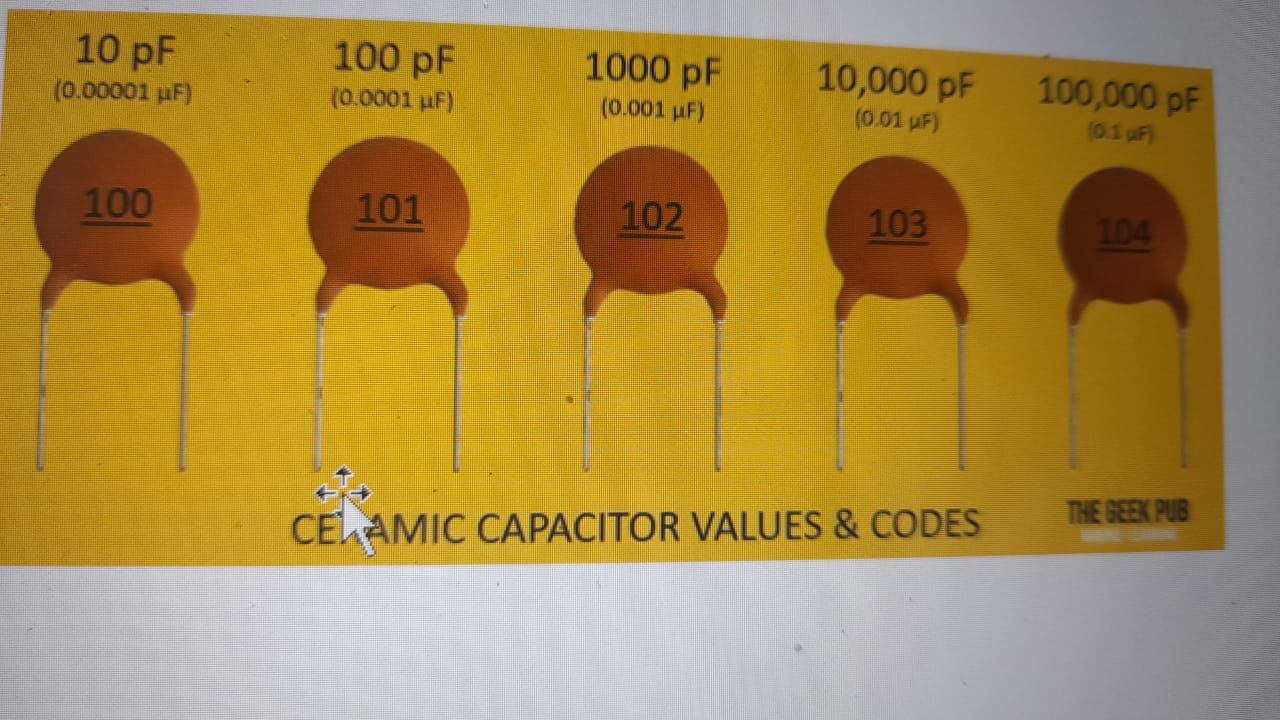 10 pF
(0.00001 µF)
100
100 pF
(0.0001 µF)
101
1000 pF
(0.001 µF)
102
10,000 pF
(0.01 µF)
103
100,000 pF
(0.1 µF)
104
CERAMIC CAPACITOR VALUES & CODES
THE GEEK PUB